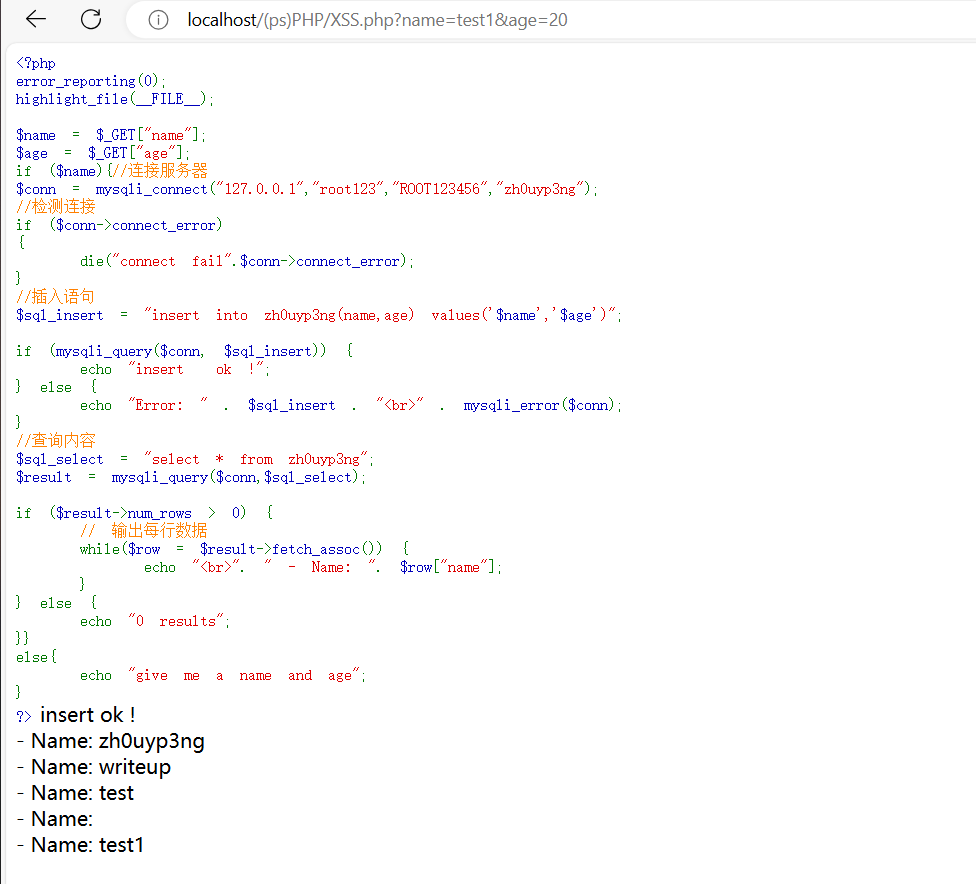 localhost/(ps)PHP/XSS.php?name=test1&age=20
<?php
error_reporting(0);
highlight_file(__FILE__);
$name = $_GET["name"];
$age = $_GET["age"];
if ($name){//连接服务器
$conn = mysqli_connect("127.0.0.1","root123","ROOT123456","zh0uyp3ng");
//检测连接
if ($conn->connect_error)
{
die("connect fail".$conn->connect_error);
}
//插入语句
$sql_insert = "insert into zh0uyp3ng(name,age) values('$name','$age')";
if (mysqli_query($conn, $sql_insert)) {
echo "insert ok !";
} else {
echo "Error: " . $sql_insert . "<br>" . mysqli_error($conn);
}
//查询内容
$sql_select = "select * from zh0uyp3ng";
$result = mysqli_query($conn,$sql_select);
if ($result->num_rows > 0) {
// 输出每行数据
while($row = $result->fetch_assoc()) {
echo "<br>". " - Name: ". $row["name"];
}
} else {
echo "0 results";
}}
else{
echo "give me a name and age";
}
?> insert ok !
- Name: zh0uyp3ng
- Name: writeup
- Name: test
- Name:
- Name: test1